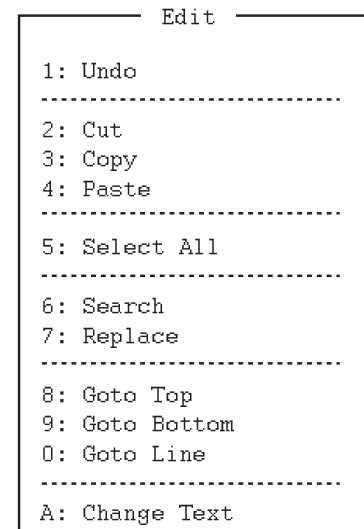 Edit
1: Undo
2: Cut
3: Copy
4: Paste
5: Select All
6: Search
7: Replace
8: Goto Top
9: Goto Bottom
0: Goto Line
A: Change Text